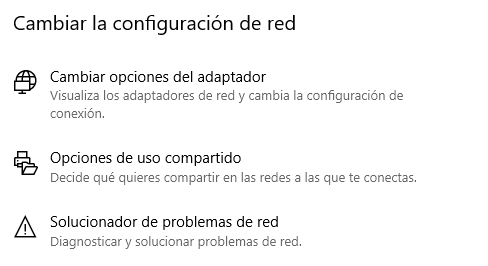 Cambiar la configuración de red
Cambiar opciones del adaptador
Visualiza los adaptadores de red y cambia la configuración de
conexión.
Opciones de uso compartido
Decide qué quieres compartir en las redes a las que te conectas.
Solucionador de problemas de red
Diagnosticar y solucionar problemas de red.